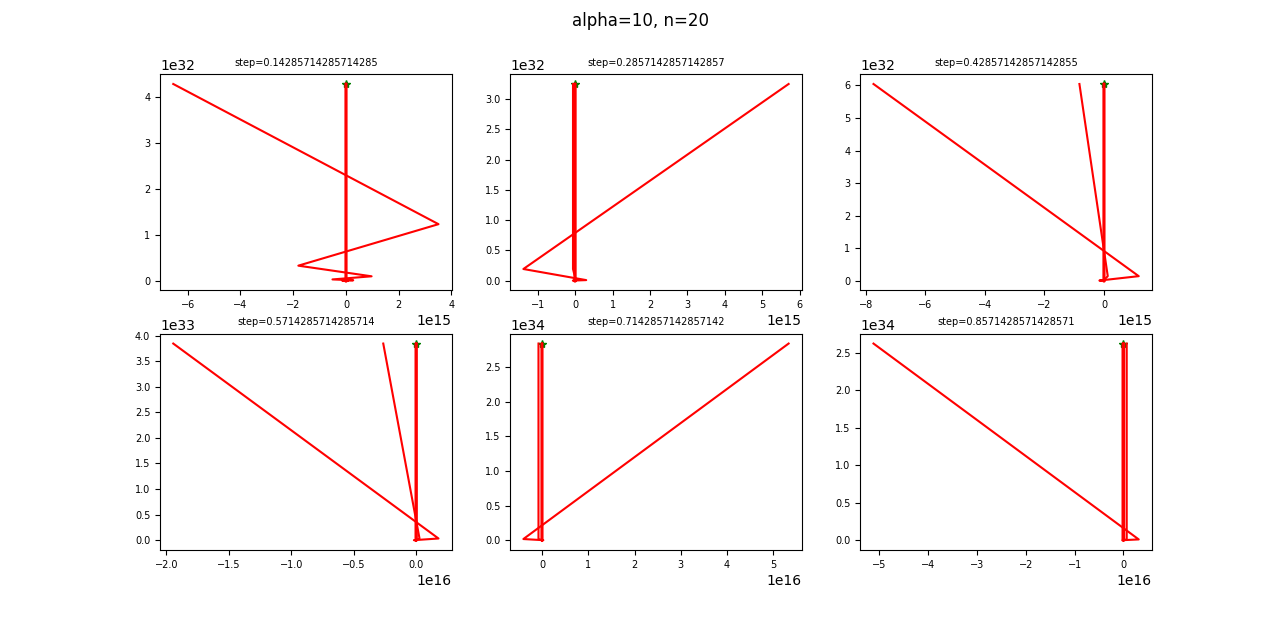 alpha=10, n=20
1e32 step=0.14285714285714285
4
3
2
1
0
−6 −4 −2 0 2 4
1e15
1e32 step=0.2857142857142857
3.0
2.5
2.0
1.5
1.0
0.5
0.0
−1 0 1 2 3 4 5 6
1e15
1e32 step=0.42857142857142855
6
5
4
3
2
1
0
−8 −6 −4 −2 0
1e15
1e33 step=0.5714285714285714
4.0
3.5
3.0
2.5
2.0
1.5
1.0
0.5
0.0
−2.0 −1.5 −1.0 −0.5 0.0
1e16
1e34 step=0.7142857142857142
2.5
2.0
1.5
1.0
0.5
0.0
0 1 2 3 4 5
1e16
1e34 step=0.8571428571428571
2.5
2.0
1.5
1.0
0.5
0.0
−5 −4 −3 −2 −1 0
1e16